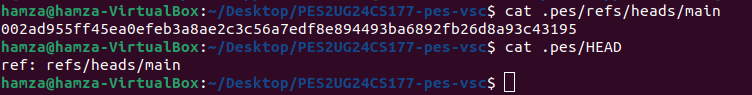 hamza@hamza-VirtualBox:~/Desktop/PES2UG24CS177-pes-vsc$ cat .pes/refs/heads/main
002ad955ff45ea0efeb3a8ae2c3c56a7edf8e894493ba6892fb26d8a93c43195
hamza@hamza-VirtualBox:~/Desktop/PES2UG24CS177-pes-vsc$ cat .pes/HEAD
ref: refs/heads/main
hamza@hamza-VirtualBox:~/Desktop/PES2UG24CS177-pes-vsc$